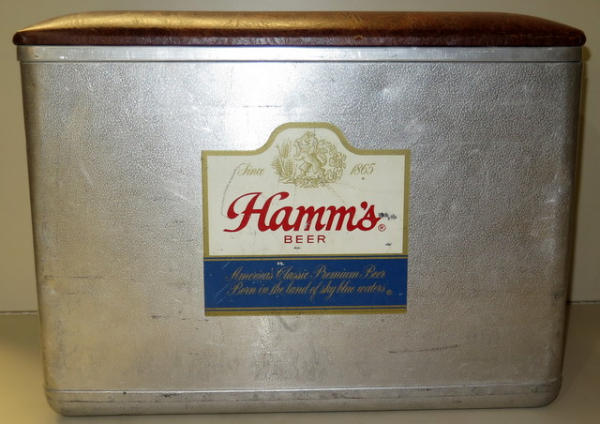 Since 1865
Hamm's®
BEER
America's Classic Premium Beer
Born in the land of sky blue waters®